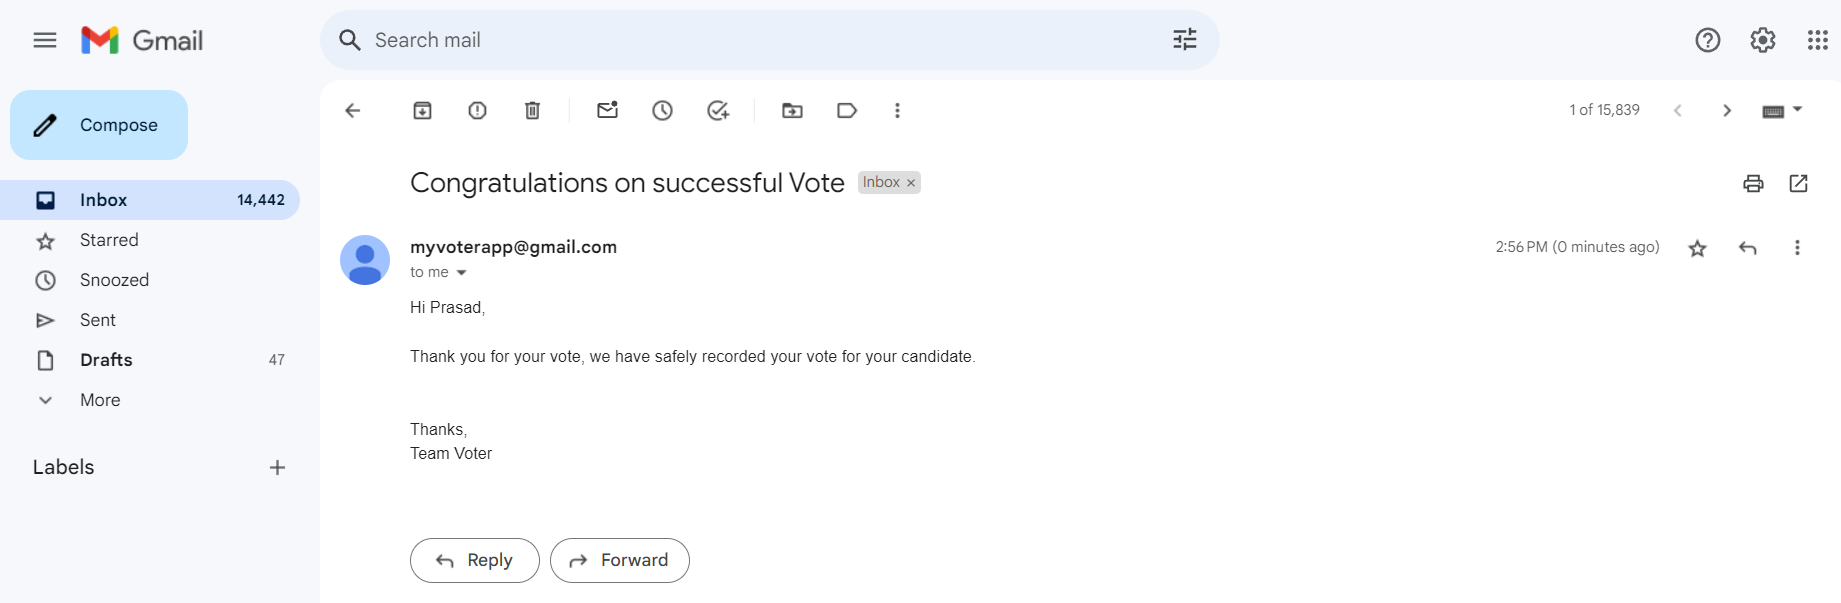 Gmail
Search mail
Compose
1 of 15,839
Congratulations on successful Vote Inbox ×
Inbox 14,442
Starred
Snoozed
Sent
Drafts 47
More
Labels
myvoterapp@gmail.com 2:56 PM (0 minutes ago)
to me
Hi Prasad,
Thank you for your vote, we have safely recorded your vote for your candidate.
Thanks,
Team Voter
Reply Forward